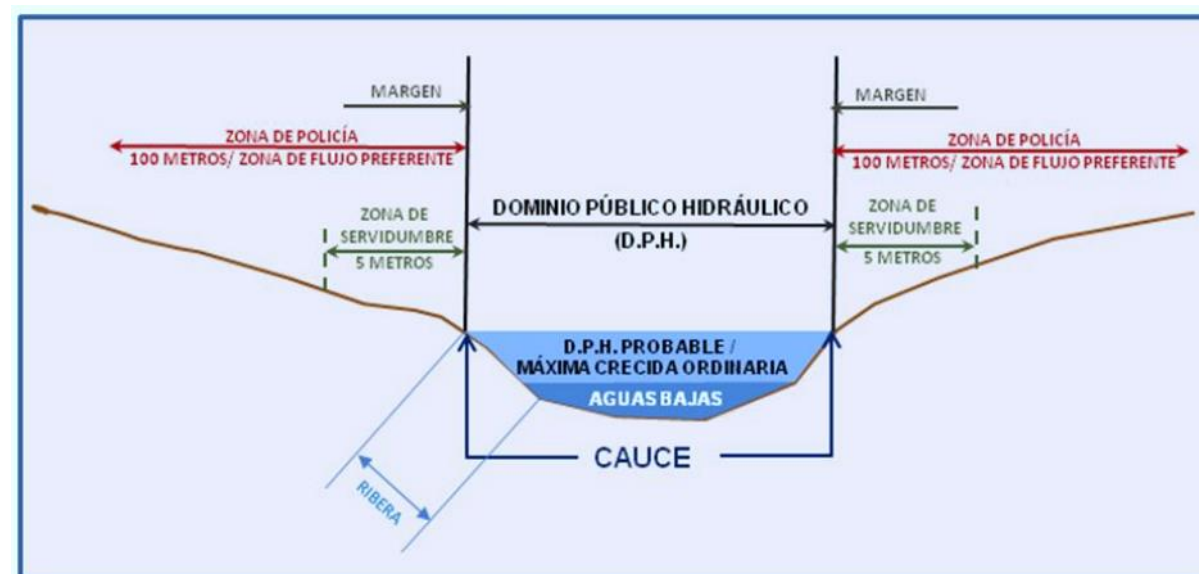 MARGEN
MARGEN
ZONA DE POLICÍA
100 METROS/ ZONA DE FLUJO PREFERENTE
ZONA DE POLICÍA
100 METROS/ ZONA DE FLUJO PREFERENTE
ZONA DE
SERVIDUMBRE
5 METROS
DOMINIO PÚBLICO HIDRÁULICO
(D.P.H.)
ZONA DE
SERVIDUMBRE
5 METROS
D.P.H. PROBABLE /
MÁXIMA CRECIDA ORDINARIA
AGUAS BAJAS
CAUCE
RIBERA